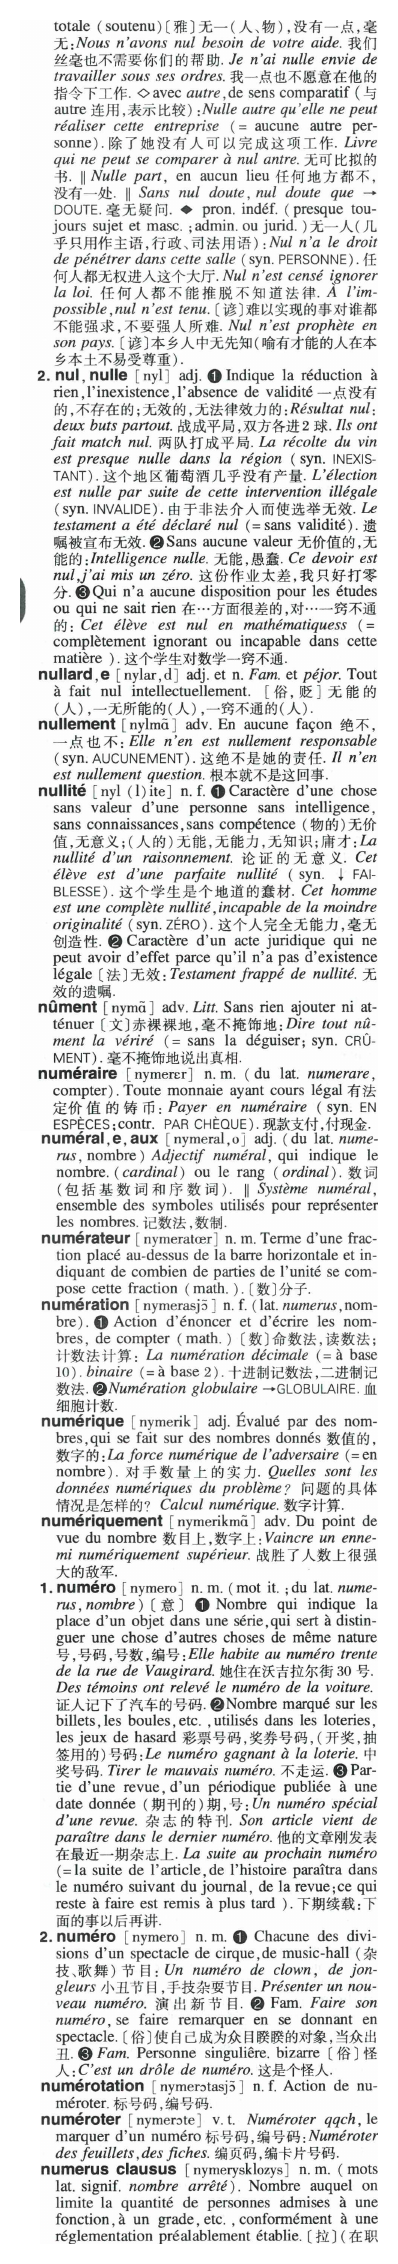 totale (soutenu)[雅]无一(人、物),没有一点,毫
无:Nous n'avons nul besoin de votre aide. 我们
丝毫也不需要你们的帮助. Je n'ai nulle envie de
travailler sous ses ordres. 我一点也不愿意在他的
指令下工作. ◇avec autre,de sens comparatif (与
autre 连用,表示比较):Nulle autre qu'elle ne peut
réaliser cette entreprise (= aucune autre per-
sonne). 除了她没有人可以完成这项工作. Livre
qui ne peut se comparer à nul antre. 无可比拟的
书. ‖ Nulle part, en aucun lieu 任何地方都不,
没有一处. ‖ Sans nul doute, nul doute que →
DOUTE. 毫无疑问. ◆ pron. indéf. (presque tou-
jours sujet et masc. ;admin. ou jurid. )无一人(几
乎只用作主语,行政、司法用语):Nul n'a le droit
de pénétrer dans cette salle (syn. PERSONNE). 任
何人都无权进入这个大厅. Nul n'est censé ignorer
la loi. 任何人都不能推脱不知道法律. À l'im-
possible,nul n'est tenu. [谚]难以实现的事对谁都
不能强求,不要强人所难. Nul n'est prophète en
son pays. [谚]本乡人中无先知(喻有才能的人在本
乡本土不易受尊重).
2. nul, nulle [nyl] adj. ❶ Indique la réduction à
rien,l'inexistence,l'absence de validité 一点没有
的,不存在的;无效的,无法律效力的:Résultat nul:
deux buts partout. 战成平局,双方各进2球. Ils ont
fait match nul. 两队打成平局. La récolte du vin
est presque nulle dans la région (syn. INEXIS-
TANT). 这个地区葡萄酒几乎没有产量. L'élection
est nulle par suite de cette intervention illégale
(syn. INVALIDE). 由于非法介入而使选举无效. Le
testament a été déclaré nul (= sans validité). 遗
嘱被宣布无效. ❷ Sans aucune valeur 无价值的,无
能的:Intelligence nulle. 无能,愚蠢. Ce devoir est
nul,j'ai mis un zéro. 这份作业太差,我只好打零
分. ❸ Qui n'a aucune disposition pour les études
ou qui ne sait rien 在…方面很差的,对…一窍不通
的: Cet élève est nul en mathématiquess (=
complètement ignorant ou incapable dans cette
matière ). 这个学生对数学一窍不通.
nullard,e [nylar,d] adj. et n. Fam. et péjor. Tout
à fait nul intellectuellement. [俗,贬] 无能的
(人),一无所能的(人),一窍不通的(人).
nullement [nylmã] adv. En aucune façon 绝不,
一点也不: Elle n'en est nullement responsable
(syn. AUCUNEMENT). 这绝不是她的责任. Il n'en
est nullement question. 根本就不是这回事.
nullité [nyl (l) ite] n. f. ❶ Caractère d'une chose
sans valeur d'une personne sans intelligence,
sans connaissances,sans compétence (物的)无价
值,无意义;(人的)无能,无能力,无知识;庸才:La
nullité d'un raisonnement. 论证的无意义. Cet
élève est d'une parfaite nullité ( syn. ↓ FAI-
BLESSE). 这个学生是个地道的蠢材. Cet homme
est une complète nullité,incapable de la moindre
originalité (syn. ZÉRO). 这个人完全无能力,毫无
创造性. ❷ Caractère d'un acte juridique qui ne
peut avoir d'effet parce qu'il n'a pas d'existence
légale [法]无效:Testament frappé de nullité. 无
效的遗嘱.
nûment [nymã] adv. Litt. Sans rien ajouter ni at-
ténuer [文]赤裸裸地,毫不掩饰地:Dire tout nû-
ment la vériré (= sans la déguiser; syn. CRÛ-
MENT). 毫不掩饰地说出真相.
numéraire [nymerɛr] n. m. ( du lat. numerare,
compter). Toute monnaie ayant cours légal 有法
定价值的铸币: Payer en numéraire ( syn. EN
ESPÈCES;contr. PAR CHÈQUE). 现款支付,付现金.
numéral,e,aux [nymeral,o] adj. (du lat. nume-
rus, nombre) Adjectif numéral, qui indique le
nombre. (cardinal) ou le rang (ordinal). 数词
(包括基数词和序数词). ‖ Système numéral,
ensemble des symboles utilisés pour représenter
les nombres. 记数法,数制.
numérateur [nymeratœr] n. m. Terme d'une frac-
tion placé au-dessus de la barre horizontale et in-
diquant de combien de parties de l'unité se com-
pose cette fraction (math. ). [数]分子.
numération [nymerasjɔ̃] n. f. (lat. numerus,nom-
bre). ❶ Action d'énoncer et d'écrire les nom-
bres, de compter (math. ) [数]命数法,读数法;
计数法计算: La numération décimale (= à base
10). binaire (= à base 2). 十进制记数法,二进制记
数法. ❷Numération globulaire →GLOBULAIRE. 血
细胞计数.
numérique [nymerik] adj. Évalué par des nom-
bres,qui se fait sur des nombres donnés 数值的,
数字的:La force numérique de l'adversaire (=en
nombre). 对手数量上的实力. Quelles sont les
données numériques du problème? 问题的具体
情况是怎样的? Calcul numérique. 数字计算.
numériquement [nymerikmã] adv. Du point de
vue du nombre 数目上,数字上:Vaincre un enne-
mi numériquement supérieur. 战胜了人数上很强
大的敌军.
1. numéro [nymero] n. m. (mot it. ;du lat. nume-
rus, nombre) [意] ❶ Nombre qui indique la
place d'un objet dans une série,qui sert à distin-
guer une chose d'autres choses de même nature
号,号码,号数,编号:Elle habite au numéro trente
de la rue de Vaugirard. 她住在沃吉拉尔街 30 号.
Des témoins ont relevé le numéro de la voiture.
证人记下了汽车的号码. ❷Nombre marqué sur les
billets,les boules,etc. ,utilisés dans les loteries,
les jeux de hasard 彩票号码,奖券号码,(开奖,抽
签用的)号码:Le numéro gagnant à la loterie. 中
奖号码. Tirer le mauvais numéro. 不走运. ❸ Par-
tie d'une revue, d'un périodique publiée à une
date donnée (期刊的)期,号:Un numéro spécial
d'une revue. 杂志的特刊. Son article vient de
paraître dans le dernier numéro. 他的文章刚发表
在最近一期杂志上. La suite au prochain numéro
(=la suite de l'article,de l'histoire paraîtra dans
le numéro suivant du journal, de la revue;ce qui
reste à faire est remis à plus tard ). 下期续载;下
面的事以后再讲.
2. numéro [nymero] n. m. ❶ Chacune des divi-
sions d'un spectacle de cirque,de music-hall (杂
技、歌舞)节目: Un numéro de clown, de jon-
gleurs 小丑节目,手技杂耍节目. Présenter un nou-
veau numéro. 演出新节目. ❷ Fam. Faire son
numéro, se faire remarquer en se donnant en
spectacle. [俗]使自己成为众目睽睽的对象,当众出
丑. ❸ Fam. Personne singulière. bizarre [俗]怪
人:C'est un drôle de numéro. 这是个怪人.
numérotation [nymerɔtasjɔ̃] n. f. Action de nu-
méroter. 标号码,编号码.
numéroter [nymerɔte] v. t. Numéroter qqch, le
marquer d'un numéro 标号码,编号码:Numéroter
des feuillets,des fiches. 编页码,编卡片号码.
numerus clausus [nymerysklozys] n. m. ( mots
lat. signif. nombre arrêté). Nombre auquel on
limite la quantité de personnes admises à une
fonction,à un grade,etc. , conformément à une
réglementation préalablement établie. [拉](在职